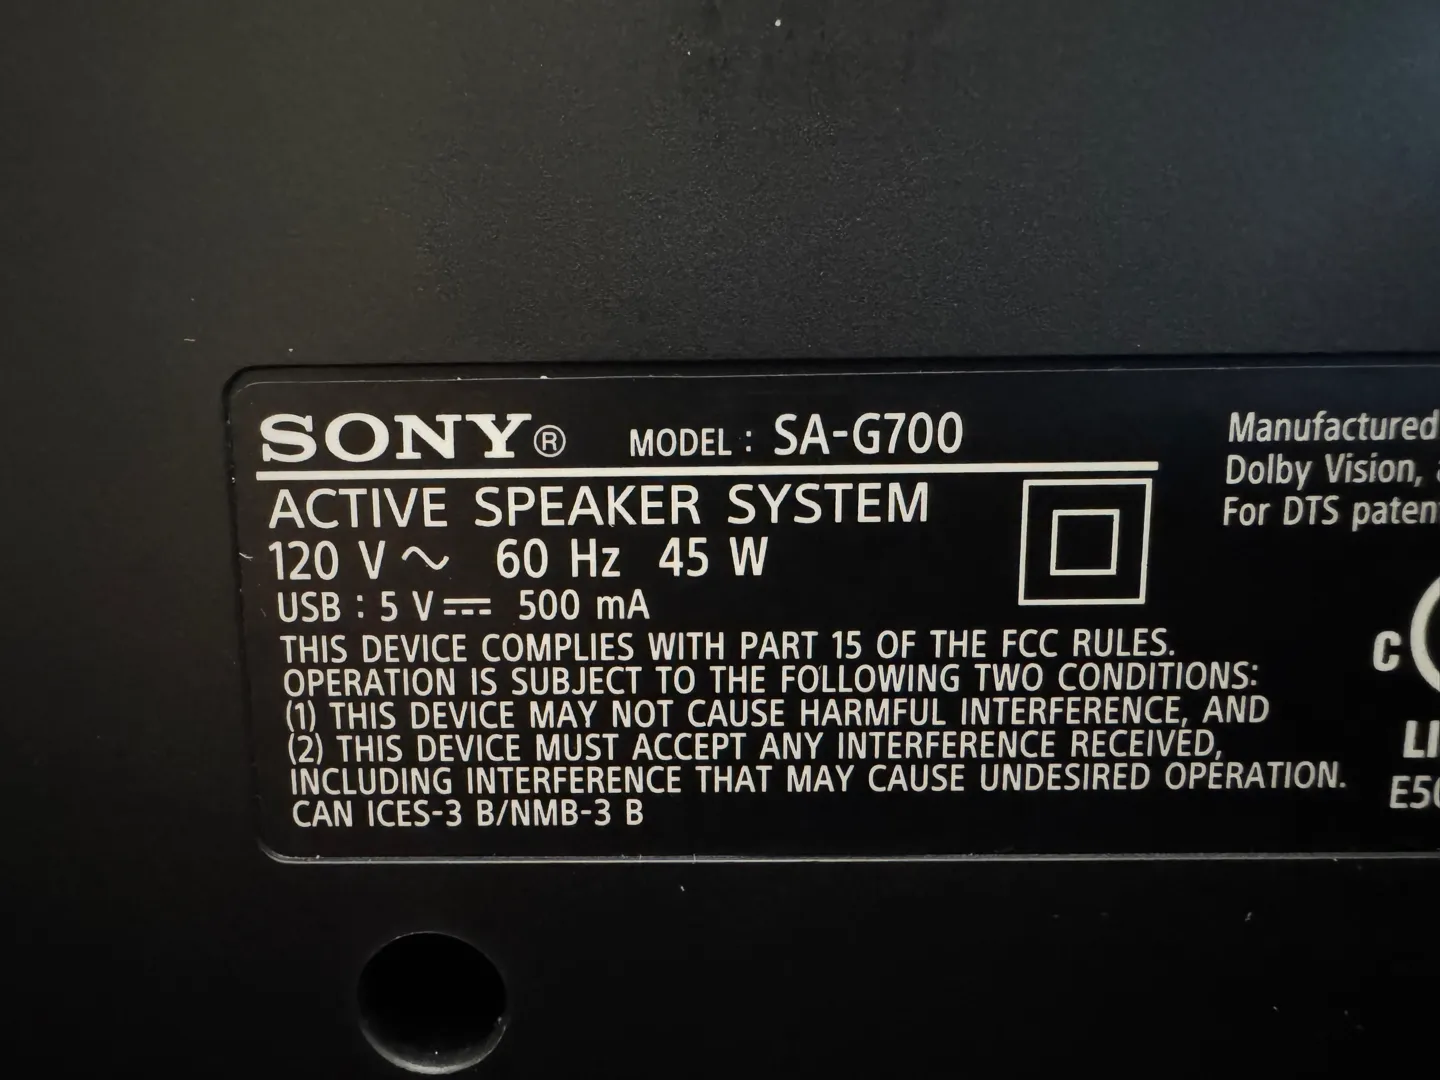 SONY® MODEL : SA-G700
ACTIVE SPEAKER SYSTEM
120 V ~ 60 Hz 45 W
USB : 5 V ⎓ 500 mA
THIS DEVICE COMPLIES WITH PART 15 OF THE FCC RULES.
OPERATION IS SUBJECT TO THE FOLLOWING TWO CONDITIONS:
(1) THIS DEVICE MAY NOT CAUSE HARMFUL INTERFERENCE, AND
(2) THIS DEVICE MUST ACCEPT ANY INTERFERENCE RECEIVED,
INCLUDING INTERFERENCE THAT MAY CAUSE UNDESIRED OPERATION.
CAN ICES-3 B/NMB-3 B
Manufactured
Dolby Vision,
For DTS paten
C
LI
E5